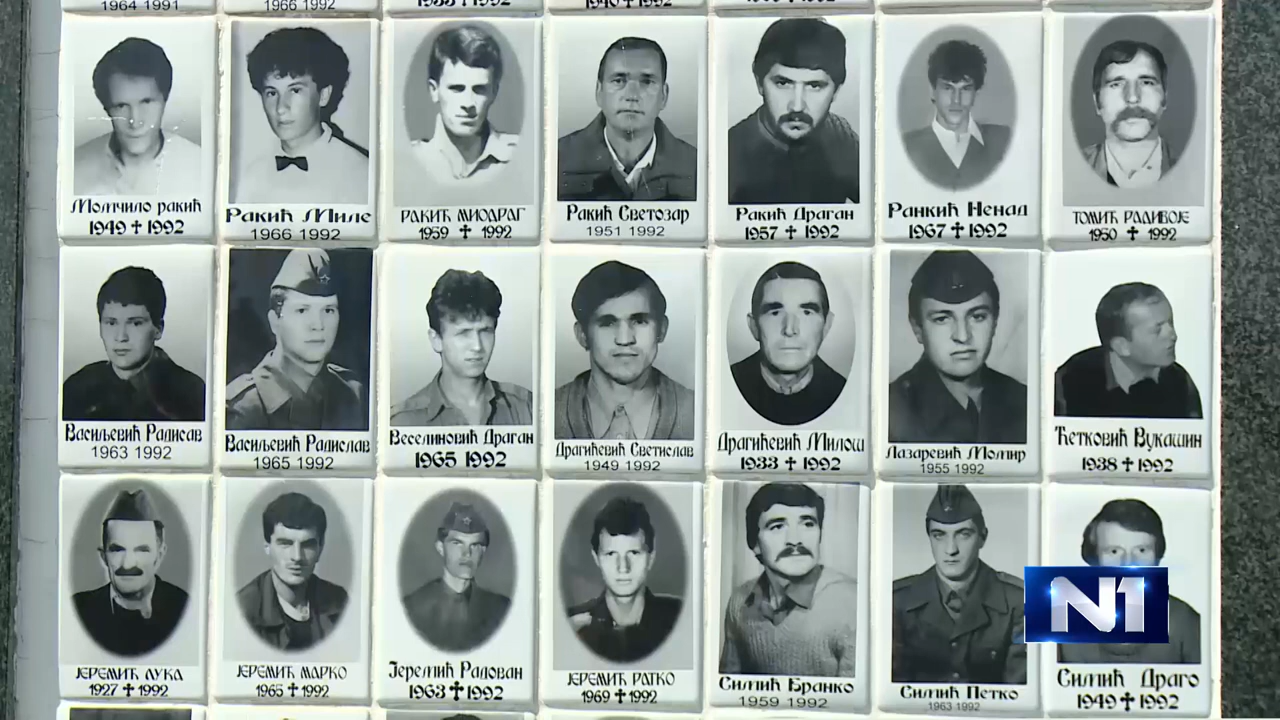 1964 1991
1966 1992
1992
1940 † 1992
Момчило ракић
1949 † 1992
Ракић Миле
1966 1992
РАКИЋ МИОДРАГ
1959 † 1992
Ракић Светозар
1951 1992
Ракић Драган
1957 † 1992
Ранкић Ненад
1967 † 1992
ТОМИЋ РАДИВОЈЕ
1950 † 1992
Васиљевић Радисав
1963 1992
Васиљевић Радислав
1965 1992
Веселиновић Драган
1965 1992
Драгићевић Светислав
1949 1992
Драгићевић Милош
1933 † 1992
Лазаревић Момир
1955 1992
Ћетковић Вукашин
1938 † 1992
ЈЕРЕМИЋ ЛУКА
1927 † 1992
ЈЕРЕМИЋ МАРКО
1965 † 1992
Јеремић Радован
1963 † 1992
ЈЕРЕМИЋ РАТКО
1969 † 1992
Симић Бранко
1959 1992
Симић Петко
1963 1992
Симић Драго
1949 † 1992
N1